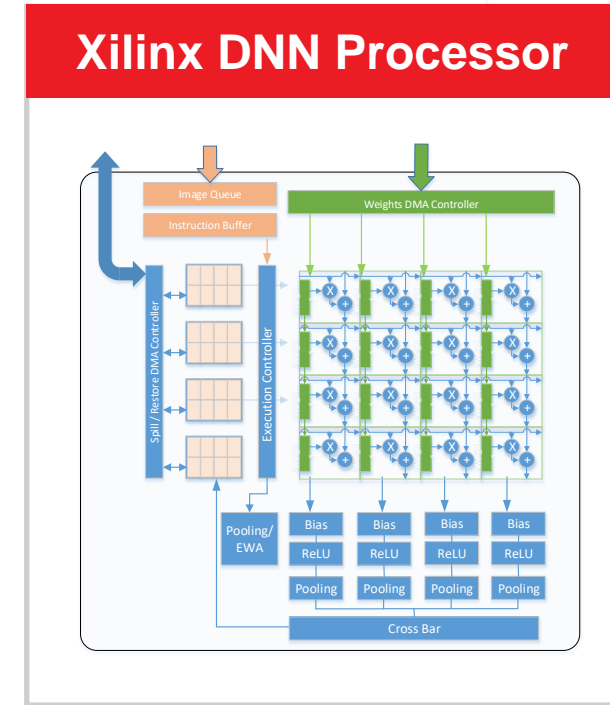 Xilinx DNN Processor
Image Queue
Instruction Buffer
Weights DMA Controller
Spill / Restore DMA Controller
Execution Controller
X + X + X + X +
X + X + X + X +
X + X + X + X +
X + X + X + X +
Pooling/
EWA
Bias Bias Bias Bias
ReLU ReLU ReLU ReLU
Pooling Pooling Pooling Pooling
Cross Bar